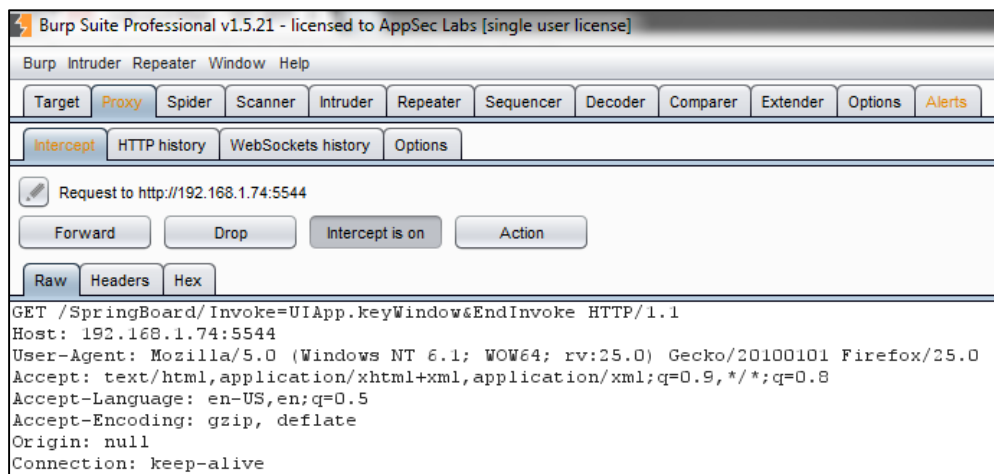 Burp Suite Professional v1.5.21 - licensed to AppSec Labs [single user license]
Burp Intruder Repeater Window Help
Target Proxy Spider Scanner Intruder Repeater Sequencer Decoder Comparer Extender Options Alerts
Intercept HTTP history WebSockets history Options
Request to http://192.168.1.74:5544
Forward Drop Intercept is on Action
Raw Headers Hex
GET /SpringBoard/Invoke=UIApp.keyWindow&EndInvoke HTTP/1.1
Host: 192.168.1.74:5544
User-Agent: Mozilla/5.0 (Windows NT 6.1; WOW64; rv:25.0) Gecko/20100101 Firefox/25.0
Accept: text/html,application/xhtml+xml,application/xml;q=0.9,*/*;q=0.8
Accept-Language: en-US,en;q=0.5
Accept-Encoding: gzip, deflate
Origin: null
Connection: keep-alive